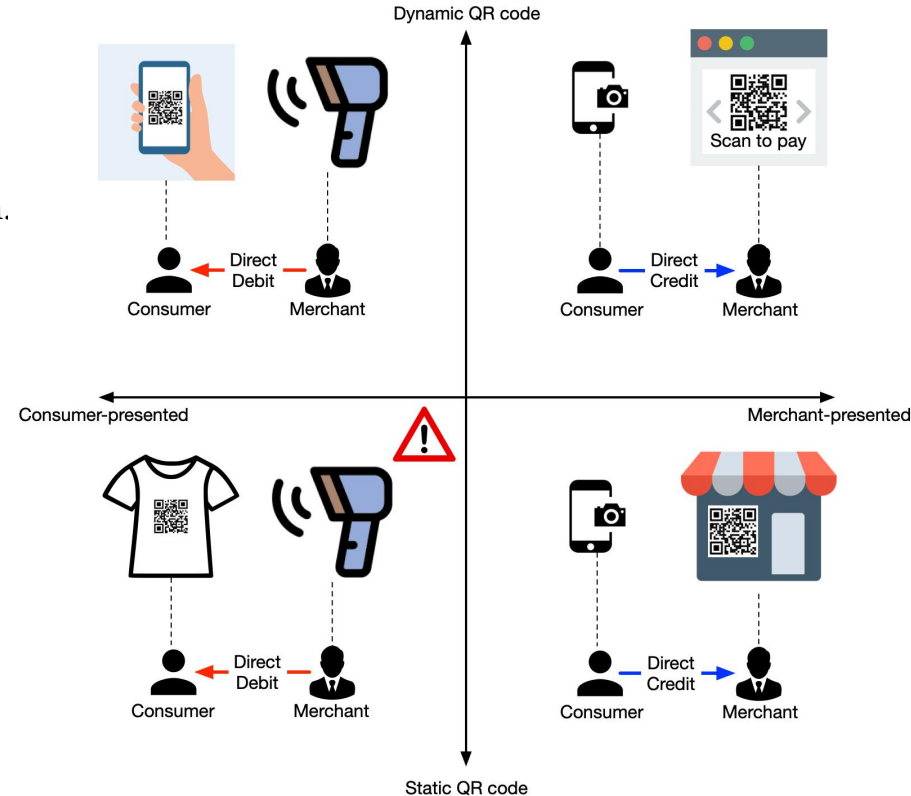 Dynamic QR code
Scan to pay
Direct
Debit
Consumer
Merchant
Direct
Credit
Consumer
Merchant
Consumer-presented
Merchant-presented
!
Direct
Debit
Consumer
Merchant
Direct
Credit
Consumer
Merchant
Static QR code